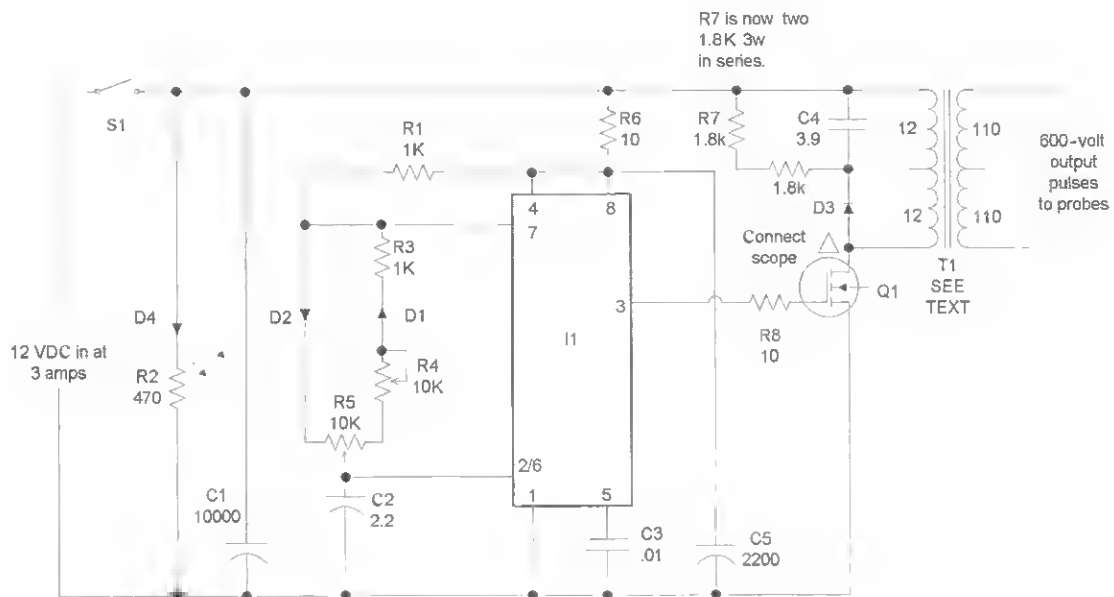 R7 is now two
1.8K 3w
in series.
S1
R1
1K
R6
10
R7
1.8k
C4
3.9
12
110
600-volt
output
pulses
to probes
1.8k
4
8
7
R3
1K
D3
Connect
scope
12
110
T1
SEE
TEXT
Q1
3
D4
D2
D1
I1
R8
10
12 VDC in at
3 amps
R2
470
R4
10K
R5
10K
2/6
C1
10000
C2
2.2
1
5
C3
.01
C5
2200